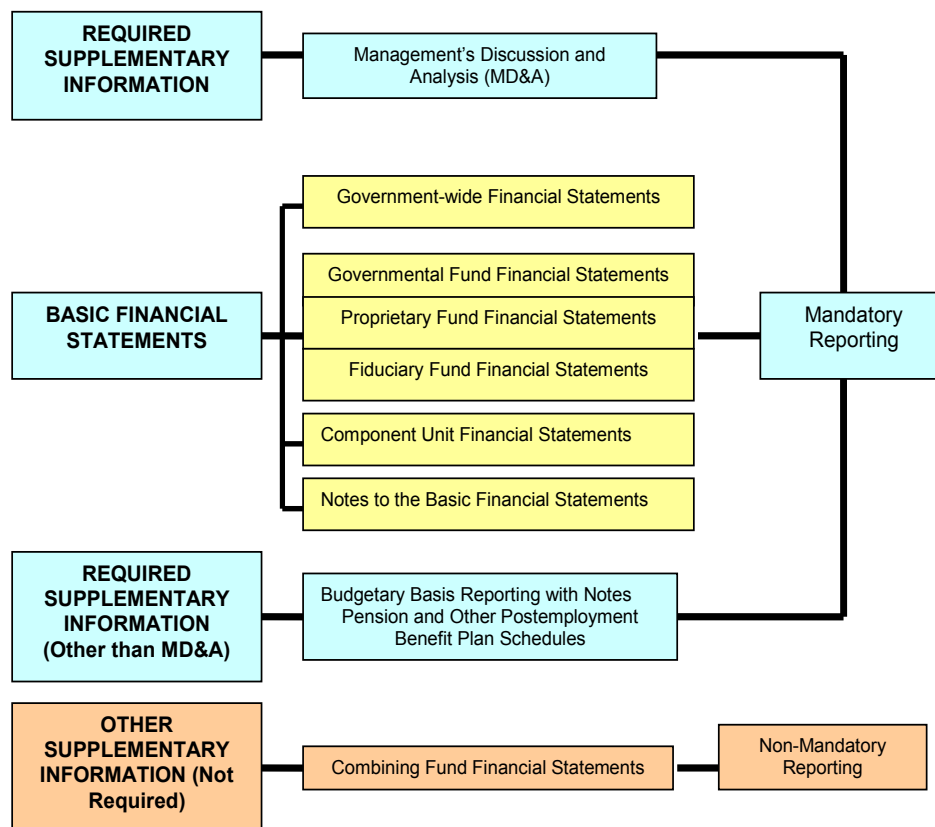 REQUIRED
SUPPLEMENTARY
INFORMATION
Management's Discussion and
Analysis (MD&A)
Government-wide Financial Statements
Governmental Fund Financial Statements
BASIC FINANCIAL
STATEMENTS
Proprietary Fund Financial Statements
Mandatory
Reporting
Fiduciary Fund Financial Statements
Component Unit Financial Statements
Notes to the Basic Financial Statements
REQUIRED
SUPPLEMENTARY
INFORMATION
(Other than MD&A)
Budgetary Basis Reporting with Notes
Pension and Other Postemployment
Benefit Plan Schedules
OTHER
SUPPLEMENTARY
INFORMATION (Not
Required)
Combining Fund Financial Statements
Non-Mandatory
Reporting